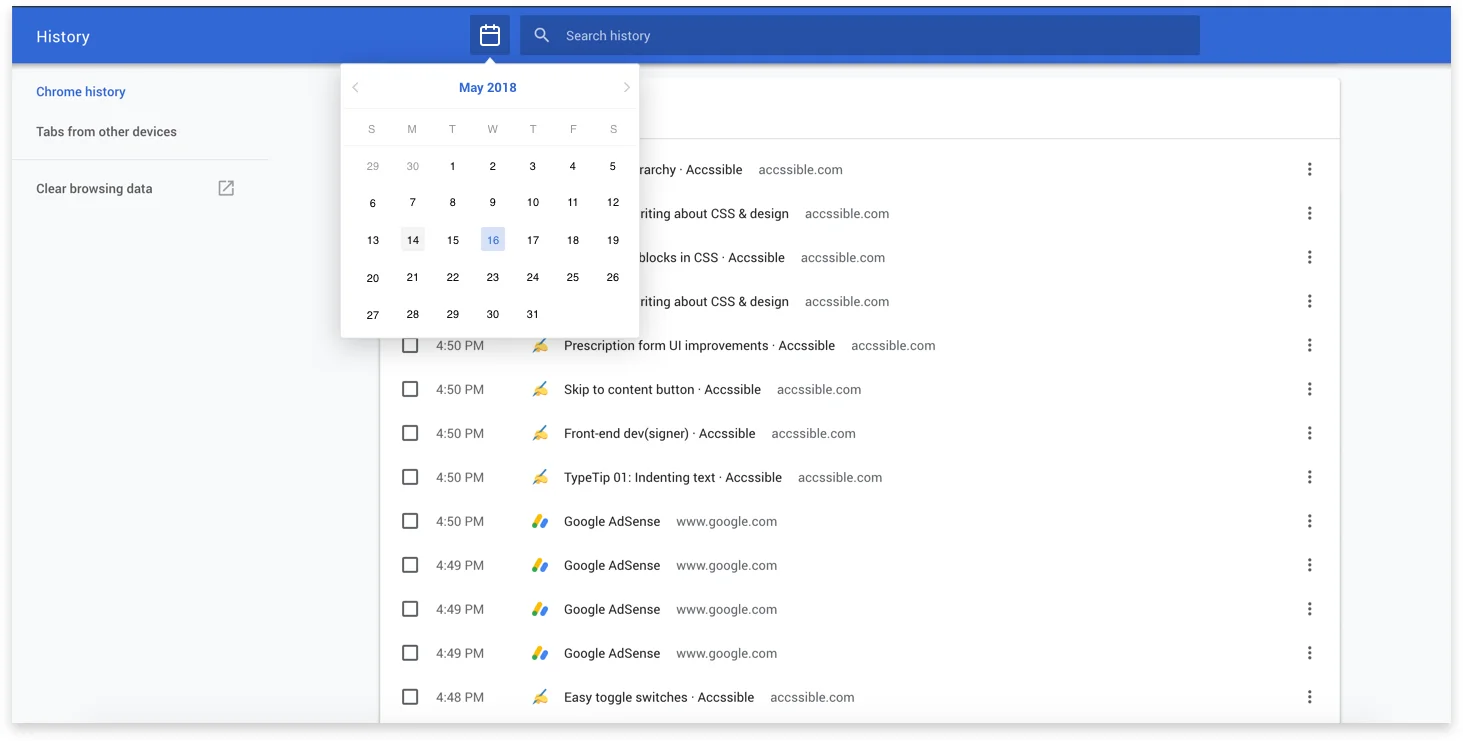 History
Search history
Chrome history
Tabs from other devices
Clear browsing data
May 2018
S M T W T F S
29 30 1 2 3 4 5
6 7 8 9 10 11 12
13 14 15 16 17 18 19
20 21 22 23 24 25 26
27 28 29 30 31
rarchy · Accssible accssible.com
riting about CSS & design accssible.com
blocks in CSS · Accssible accssible.com
riting about CSS & design accssible.com
4:50 PM Prescription form UI improvements · Accssible accssible.com
4:50 PM Skip to content button · Accssible accssible.com
4:50 PM Front-end dev(signer) · Accssible accssible.com
4:50 PM TypeTip 01: Indenting text · Accssible accssible.com
4:50 PM Google AdSense www.google.com
4:49 PM Google AdSense www.google.com
4:49 PM Google AdSense www.google.com
4:49 PM Google AdSense www.google.com
4:48 PM Easy toggle switches · Accssible accssible.com